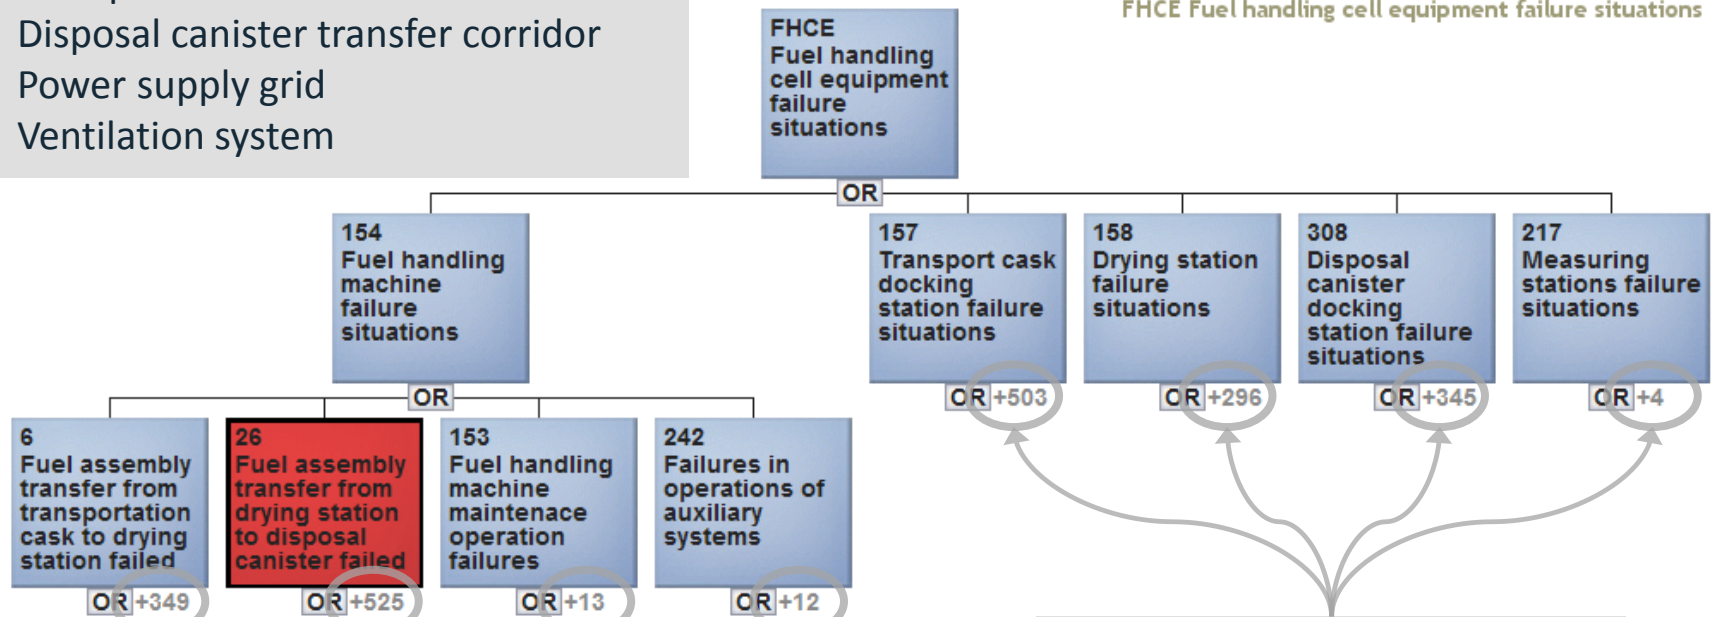 Disposal canister transfer corridor
Power supply grid
Ventilation system
FHCE Fuel handling cell equipment failure situations
FHCE
Fuel handling
cell equipment
failure
situations
OR
154
Fuel handling
machine
failure
situations
OR
157
Transport cask
docking
station failure
situations
OR +503
158
Drying station
failure
situations
OR +296
308
Disposal
canister
docking
station failure
situations
OR +345
217
Measuring
stations failure
situations
OR +4
6
Fuel assembly
transfer from
transportation
cask to drying
station failed
OR +349
26
Fuel assembly
transfer from
drying station
to disposal
canister failed
OR +525
153
Fuel handling
machine
maintenace
operation
failures
OR +13
242
Failures in
operations of
auxiliary
systems
OR +12